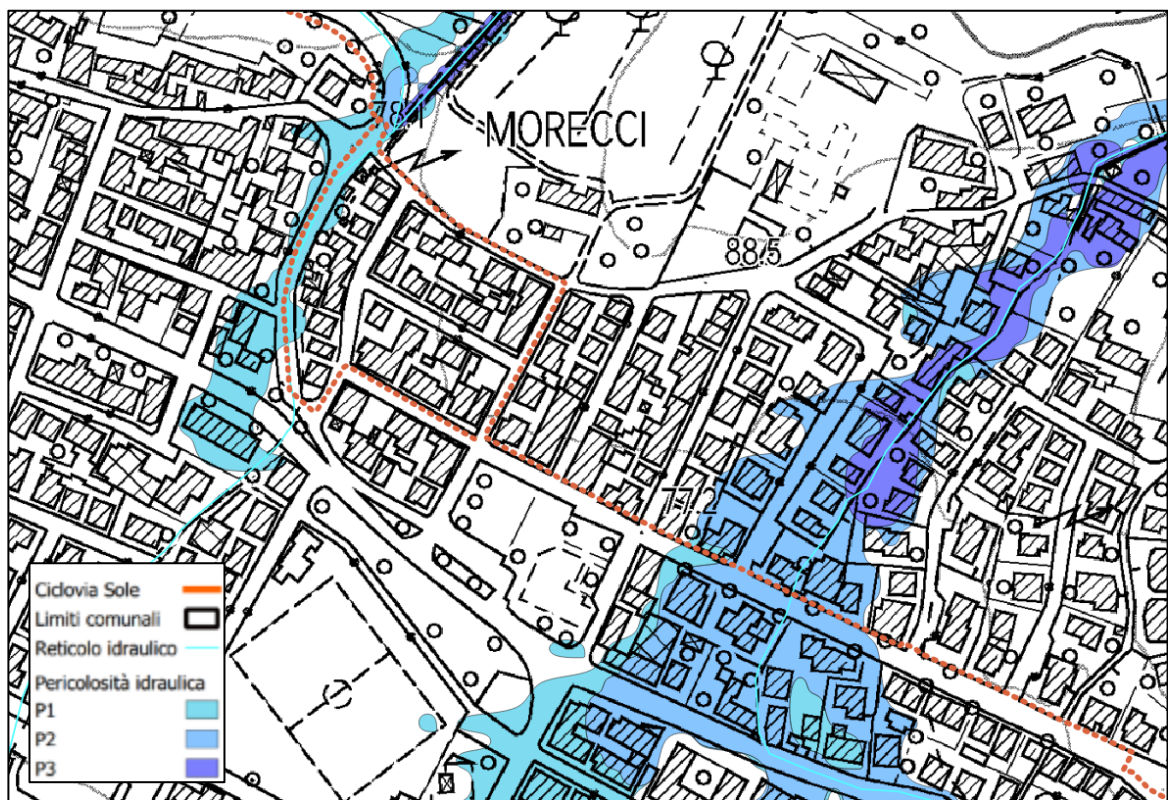 78.1
MORECCI
88.5
77.2
Ciclovia Sole
Limiti comunali
Reticolo idraulico
Pericolosità idraulica
P1
P2
P3